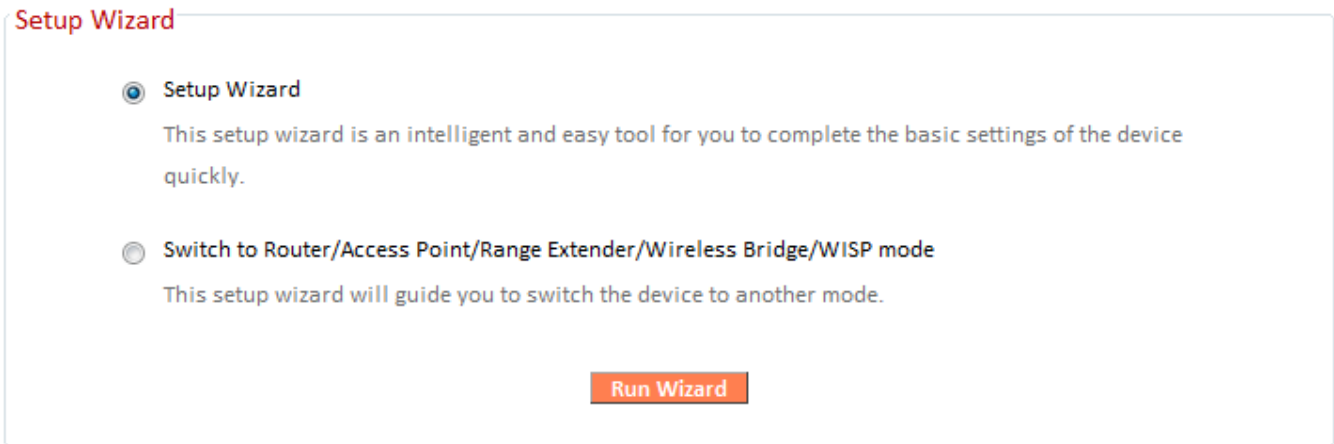 Setup Wizard
Setup Wizard
This setup wizard is an intelligent and easy tool for you to complete the basic settings of the device
quickly.
Switch to Router/Access Point/Range Extender/Wireless Bridge/WISP mode
This setup wizard will guide you to switch the device to another mode.
Run Wizard